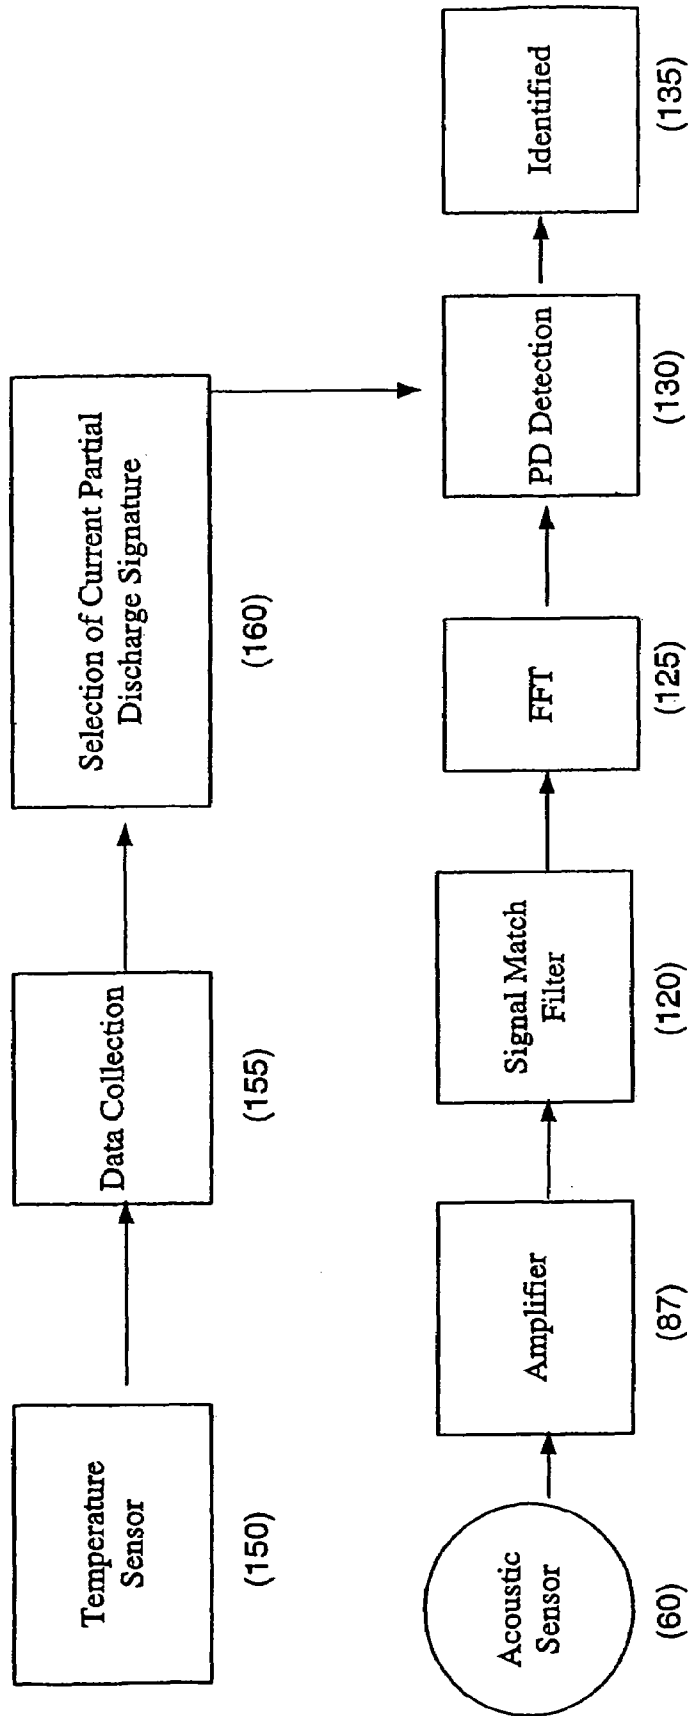 Temperature
Sensor
(150)
Data Collection
(155)
Selection of Current Partial
Discharge Signature
(160)
Acoustic
Sensor
(60)
Amplifier
(87)
Signal Match
Filter
(120)
FFT
(125)
PD Detection
(130)
Identified
(135)